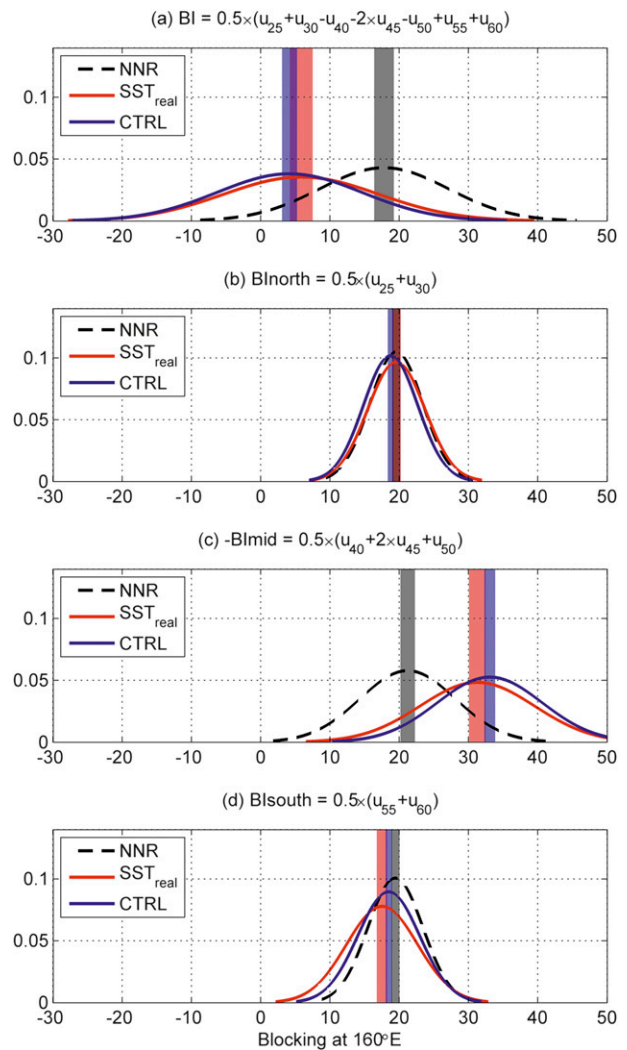 (a) BI = 0.5×(u₂₅+u₃₀-u₄₀-2×u₄₅-u₅₀+u₅₅+u₆₀)
NNR
SST_real
CTRL
0.1
0.05
0
-30 -20 -10 0 10 20 30 40 50
(b) BInorth = 0.5×(u₂₅+u₃₀)
NNR
SST_real
CTRL
0.1
0.05
0
-30 -20 -10 0 10 20 30 40 50
(c) -BImid = 0.5×(u₄₀+2×u₄₅+u₅₀)
NNR
SST_real
CTRL
0.1
0.05
0
-30 -20 -10 0 10 20 30 40 50
(d) BIsouth = 0.5×(u₅₅+u₆₀)
NNR
SST_real
CTRL
0.1
0.05
0
-30 -20 -10 0 10 20 30 40 50
Blocking at 160°E